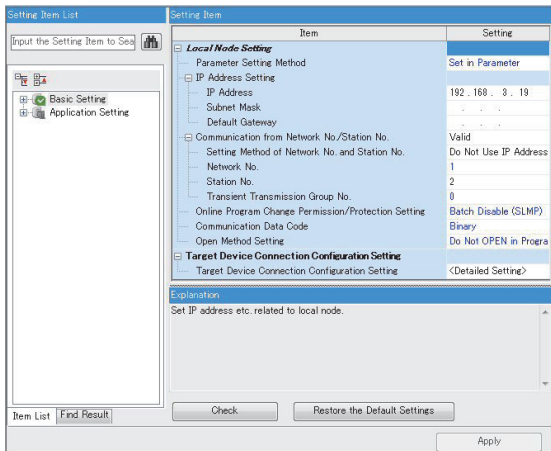 Setting Item List
Input the Setting Item to Sea
Basic Setting
Application Setting
Item List
Find Result
Setting Item
Item Setting
Local Node Setting
Parameter Setting Method Set in Parameter
IP Address Setting
IP Address 192 . 168 . 3 . 19
Subnet Mask . . .
Default Gateway . . .
Communication from Network No./Station No. Valid
Setting Method of Network No. and Station No. Do Not Use IP Address
Network No. 1
Station No. 2
Transient Transmission Group No. 0
Online Program Change Permission/Protection Setting Batch Disable (SLMP)
Communication Data Code Binary
Open Method Setting Do Not OPEN in Progra
Target Device Connection Configuration Setting
Target Device Connection Configuration Setting <Detailed Setting>
Explanation
Set IP address etc. related to local node.
Check
Restore the Default Settings
Apply